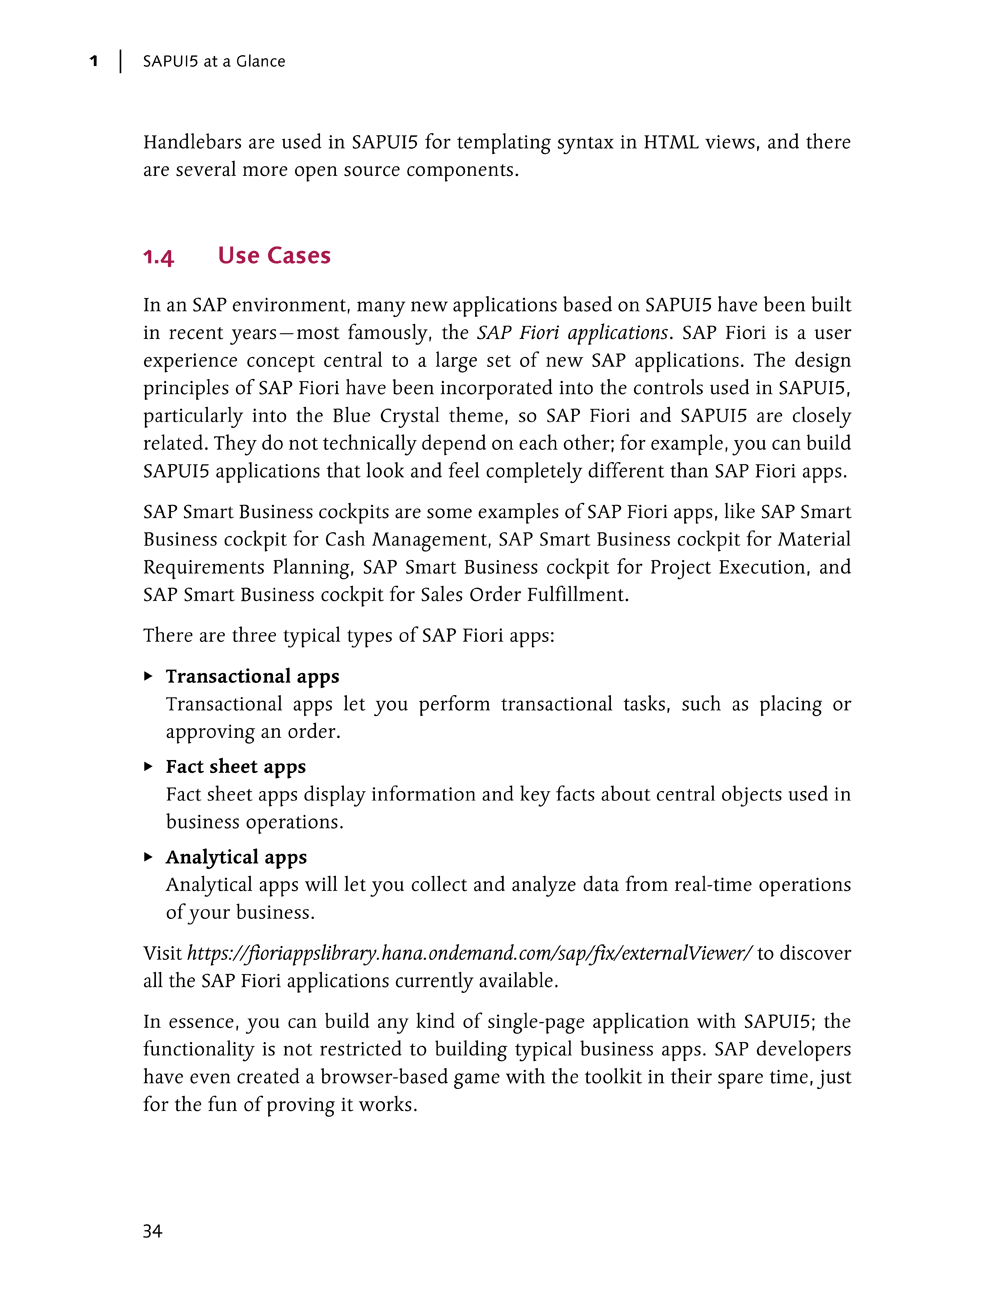 1 | SAPUI5 at a Glance
Handlebars are used in SAPUI5 for templating syntax in HTML views, and there
are several more open source components.
1.4 Use Cases
In an SAP environment, many new applications based on SAPUI5 have been built
in recent years—most famously, the SAP Fiori applications. SAP Fiori is a user
experience concept central to a large set of new SAP applications. The design
principles of SAP Fiori have been incorporated into the controls used in SAPUI5,
particularly into the Blue Crystal theme, so SAP Fiori and SAPUI5 are closely
related. They do not technically depend on each other; for example, you can build
SAPUI5 applications that look and feel completely different than SAP Fiori apps.
SAP Smart Business cockpits are some examples of SAP Fiori apps, like SAP Smart
Business cockpit for Cash Management, SAP Smart Business cockpit for Material
Requirements Planning, SAP Smart Business cockpit for Project Execution, and
SAP Smart Business cockpit for Sales Order Fulfillment.
There are three typical types of SAP Fiori apps:
▶ Transactional apps
Transactional apps let you perform transactional tasks, such as placing or
approving an order.
▶ Fact sheet apps
Fact sheet apps display information and key facts about central objects used in
business operations.
▶ Analytical apps
Analytical apps will let you collect and analyze data from real-time operations
of your business.
Visit https://fioriappslibrary.hana.ondemand.com/sap/fix/externalViewer/ to discover
all the SAP Fiori applications currently available.
In essence, you can build any kind of single-page application with SAPUI5; the
functionality is not restricted to building typical business apps. SAP developers
have even created a browser-based game with the toolkit in their spare time, just
for the fun of proving it works.
34